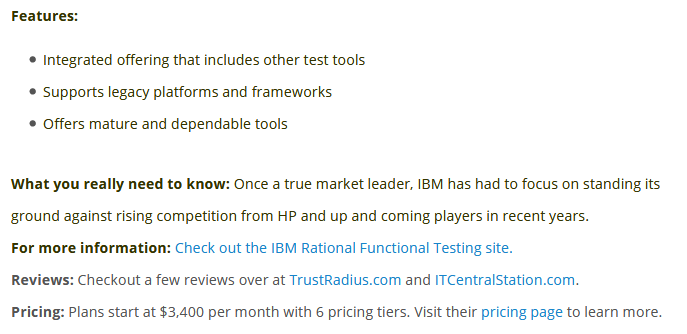 Features:
Integrated offering that includes other test tools
Supports legacy platforms and frameworks
Offers mature and dependable tools
What you really need to know: Once a true market leader, IBM has had to focus on standing its
ground against rising competition from HP and up and coming players in recent years.
For more information: Check out the IBM Rational Functional Testing site.
Reviews: Checkout a few reviews over at TrustRadius.com and ITCentralStation.com.
Pricing: Plans start at $3,400 per month with 6 pricing tiers. Visit their pricing page to learn more.